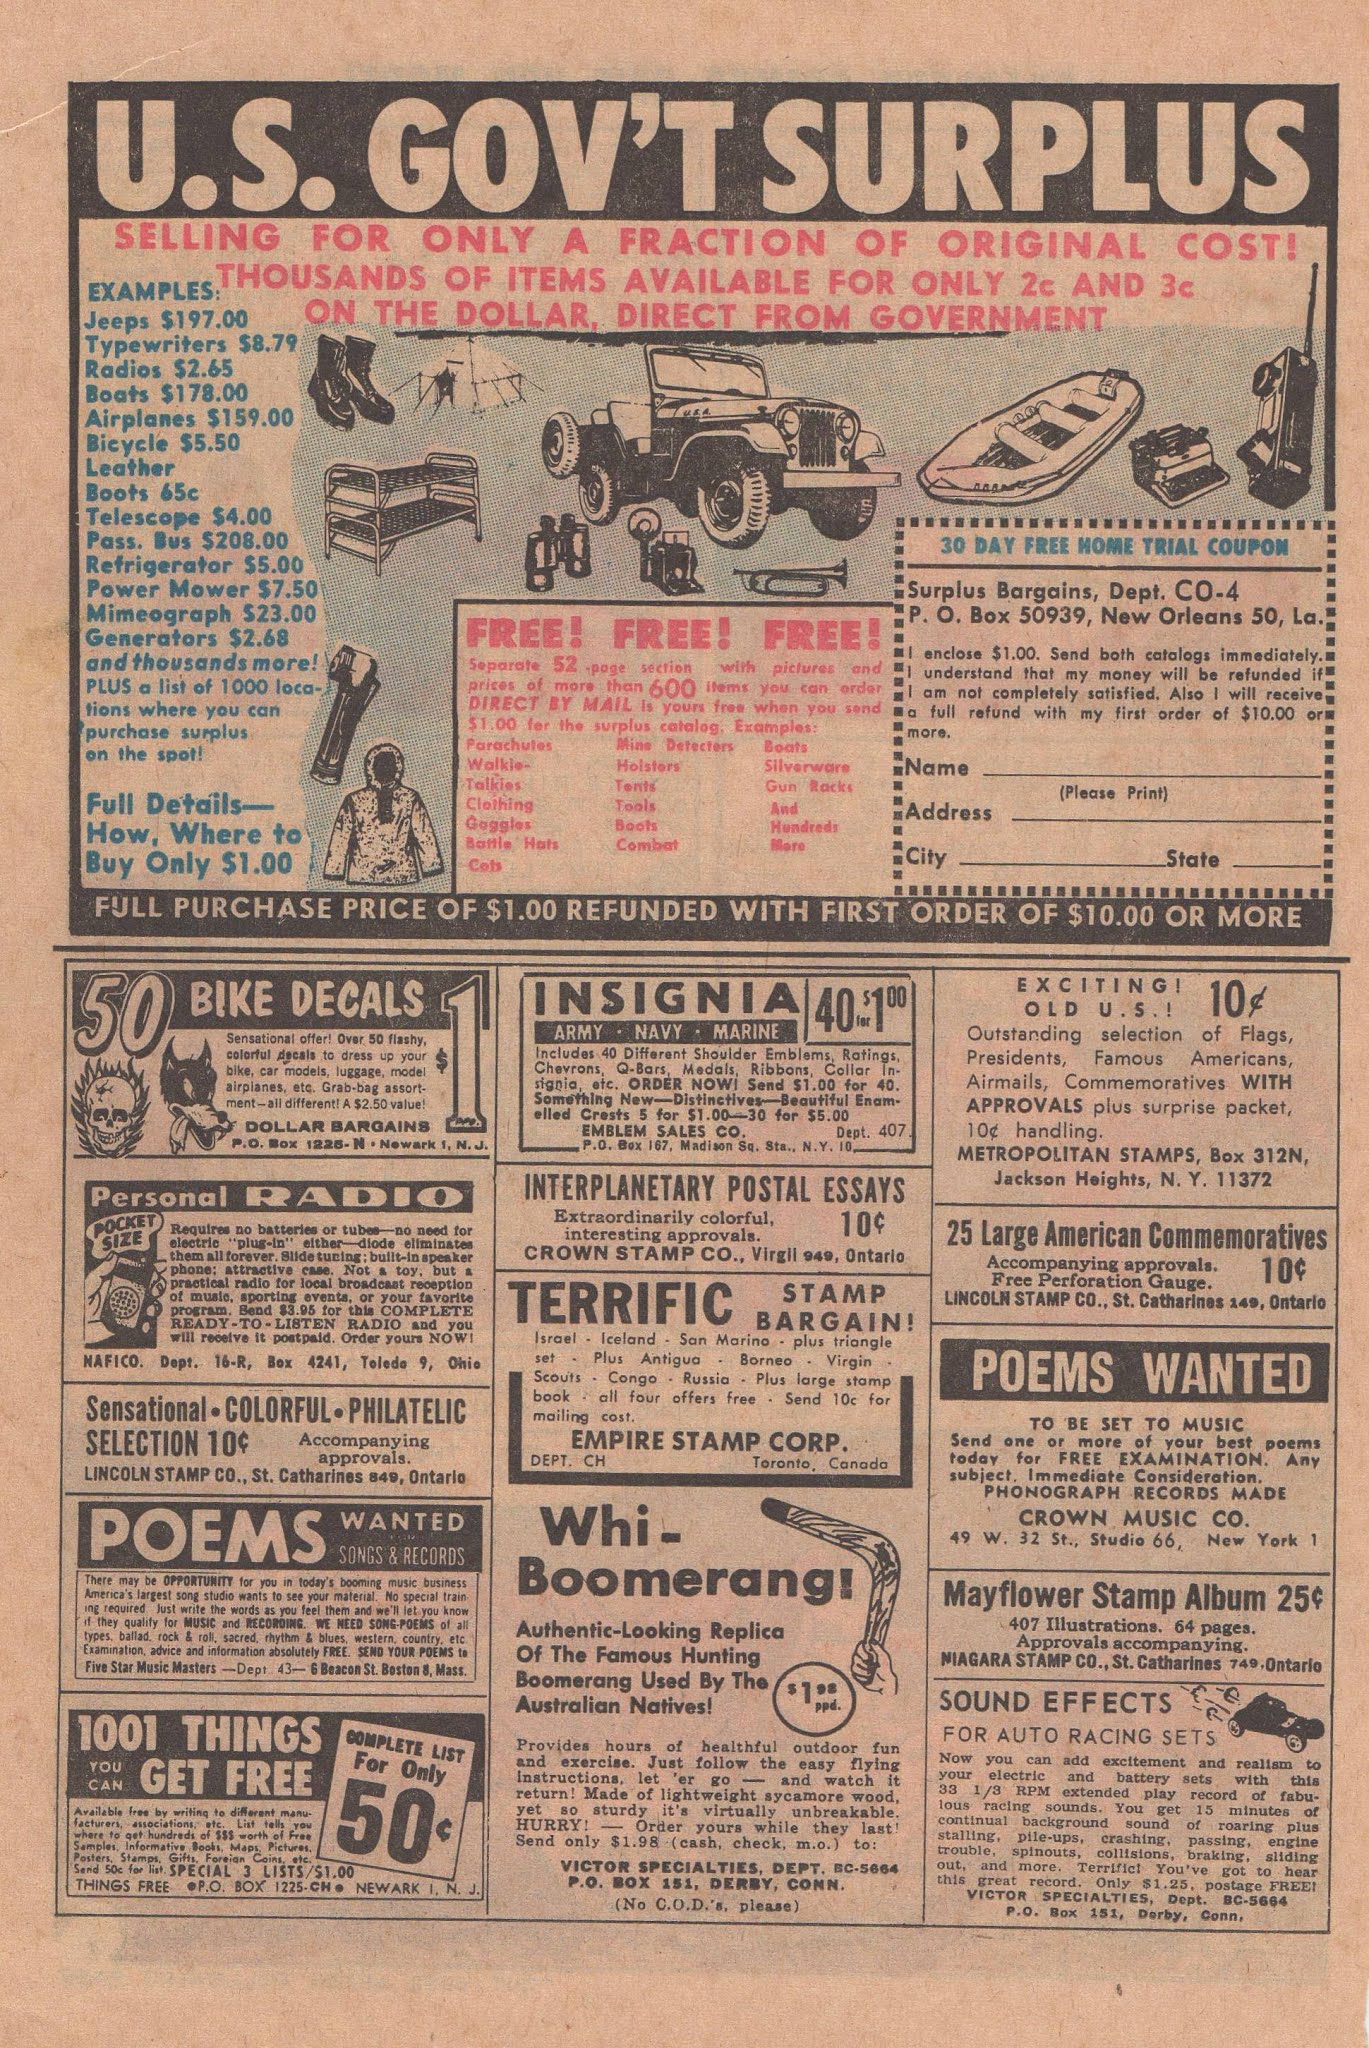 U.S. GOV'T SURPLUS
SELLING FOR ONLY A FRACTION OF ORIGINAL COST!
THOUSANDS OF ITEMS AVAILABLE FOR ONLY 2c AND 3c
ON THE DOLLAR, DIRECT FROM GOVERNMENT
EXAMPLES:
Jeeps $197.00
Typewriters $8.79
Radios $2.65
Boats $178.00
Airplanes $159.00
Bicycle $5.50
Leather
Boots 65c
Telescope $4.00
Pass. Bus $208.00
Refrigerator $5.00
Power Mower $7.50
Mimeograph $23.00
Generators $2.68
and thousands more!
PLUS a list of 1000 loca-
tions where you can
purchase surplus
on the spot!
Full Details—
How, Where to
Buy Only $1.00
U.S.A.
FREE! FREE! FREE!
Separate 52-page section with pictures and
prices of more than 600 items you can order
DIRECT BY MAIL is yours free when you send
$1.00 for the surplus catalog. Examples:
Parachutes
Walkie-
Talkies
Clothing
Goggles
Battle Hats
Cots
Mine Detectors
Holsters
Tents
Tools
Boots
Combat
Boats
Silverware
Gun Racks
And
Hundreds
More
30 DAY FREE HOME TRIAL COUPON
Surplus Bargains, Dept. CO-4
P. O. Box 50939, New Orleans 50, La.
I enclose $1.00. Send both catalogs immediately.
I understand that my money will be refunded if
I am not completely satisfied. Also I will receive
a full refund with my first order of $10.00 or
more.
Name
(Please Print)
Address
City State
FULL PURCHASE PRICE OF $1.00 REFUNDED WITH FIRST ORDER OF $10.00 OR MORE
50 BIKE DECALS $1
Sensational offer! Over 50 flashy,
colorful decals to dress up your
bike, car models, luggage, model
airplanes, etc. Grab-bag assort-
ment—all different! A $2.50 value!
DOLLAR BARGAINS
P.O. Box 1225-N • Newark 1, N. J.
Personal RADIO
POCKET
SIZE
Requires no batteries or tubes—no need for
electric "plug-in" either—diode eliminates
them all forever. Slide tuning; built-in speaker
phone; attractive case. Not a toy, but a
practical radio for local broadcast reception
of music, sporting events, or your favorite
program. Send $3.95 for this COMPLETE
READY-TO-LISTEN RADIO and you
will receive it postpaid. Order yours NOW!
NAFICO. Dept. 16-R, Box 4241, Toledo 9, Ohio
Sensational • COLORFUL • PHILATELIC
SELECTION 10¢ Accompanying
approvals.
LINCOLN STAMP CO., St. Catharines 849, Ontario
POEMS WANTED
SONGS & RECORDS
There may be OPPORTUNITY for you in today's booming music business
America's largest song studio wants to see your material. No special train
ing required Just write the words as you feel them and we'll let you know
if they qualify for MUSIC and RECORDING. WE NEED SONG-POEMS of all
types, ballad, rock & roll, sacred, rhythm & blues, western, country, etc
Examination, advice and information absolutely FREE. SEND YOUR POEMS to
Five Star Music Masters —Dept 43— 6 Beacon St. Boston 8, Mass.
1001 THINGS
YOU CAN GET FREE
COMPLETE LIST
For Only
50¢
Available free by writing to different manu-
facturers, associations, etc. List tells you
where to get hundreds of $$$ worth of Free
Samples, Informative Books, Maps, Pictures,
Posters, Stamps, Gifts, Foreign Coins, etc.
Send 50c for list. SPECIAL 3 LISTS/$1.00
THINGS FREE • P.O. BOX 1225-CH • NEWARK 1, N. J.
INSIGNIA 40 for $1.00
ARMY · NAVY · MARINE
Includes 40 Different Shoulder Emblems, Ratings,
Chevrons, Q-Bars, Medals, Ribbons, Collar In-
signia, etc. ORDER NOW! Send $1.00 for 40.
Something New—Distinctives—Beautiful Enam-
elled Crests 5 for $1.00—30 for $5.00
EMBLEM SALES CO. Dept. 407
P.O. Box 167, Madison Sq. Sta., N.Y. 10
INTERPLANETARY POSTAL ESSAYS
Extraordinarily colorful,
interesting approvals. 10¢
CROWN STAMP CO., Virgil 949, Ontario
TERRIFIC STAMP
BARGAIN!
Israel - Iceland - San Marino - plus triangle
set - Plus Antigua - Borneo - Virgin -
Scouts - Congo - Russia - Plus large stamp
book - all four offers free - Send 10c for
mailing cost.
EMPIRE STAMP CORP.
DEPT. CH Toronto, Canada
Whi-
Boomerang!
Authentic-Looking Replica
Of The Famous Hunting
Boomerang Used By The
Australian Natives!
$1.98
ppd.
Provides hours of healthful outdoor fun
and exercise. Just follow the easy flying
instructions, let 'er go — and watch it
return! Made of lightweight sycamore wood,
yet so sturdy it's virtually unbreakable.
HURRY! — Order yours while they last!
Send only $1.98 (cash, check, m.o.) to:
VICTOR SPECIALTIES, DEPT. BC-5664
P.O. BOX 151, DERBY, CONN.
(No C.O.D.'s, please)
EXCITING!
OLD U.S.! 10¢
Outstanding selection of Flags,
Presidents, Famous Americans,
Airmails, Commemoratives WITH
APPROVALS plus surprise packet,
10¢ handling.
METROPOLITAN STAMPS, Box 312N,
Jackson Heights, N. Y. 11372
25 Large American Commemoratives
Accompanying approvals.
Free Perforation Gauge. 10¢
LINCOLN STAMP CO., St. Catharines 149, Ontario
POEMS WANTED
TO BE SET TO MUSIC
Send one or more of your best poems
today for FREE EXAMINATION. Any
subject. Immediate Consideration.
PHONOGRAPH RECORDS MADE
CROWN MUSIC CO.
49 W. 32 St., Studio 66, New York 1
Mayflower Stamp Album 25¢
407 Illustrations. 64 pages.
Approvals accompanying.
NIAGARA STAMP CO., St. Catharines 749, Ontario
SOUND EFFECTS
FOR AUTO RACING SETS
Now you can add excitement and realism to
your electric and battery sets with this
33 1/3 RPM extended play record of fabu-
lous racing sounds. You get 15 minutes of
continual background sound of roaring plus
stalling, pile-ups, crashing, passing, engine
trouble, spinouts, collisions, braking, sliding
out, and more. Terrific! You've got to hear
this great record. Only $1.25, postage FREE!
VICTOR SPECIALTIES, Dept. BC-5664
P.O. Box 151, Derby, Conn.